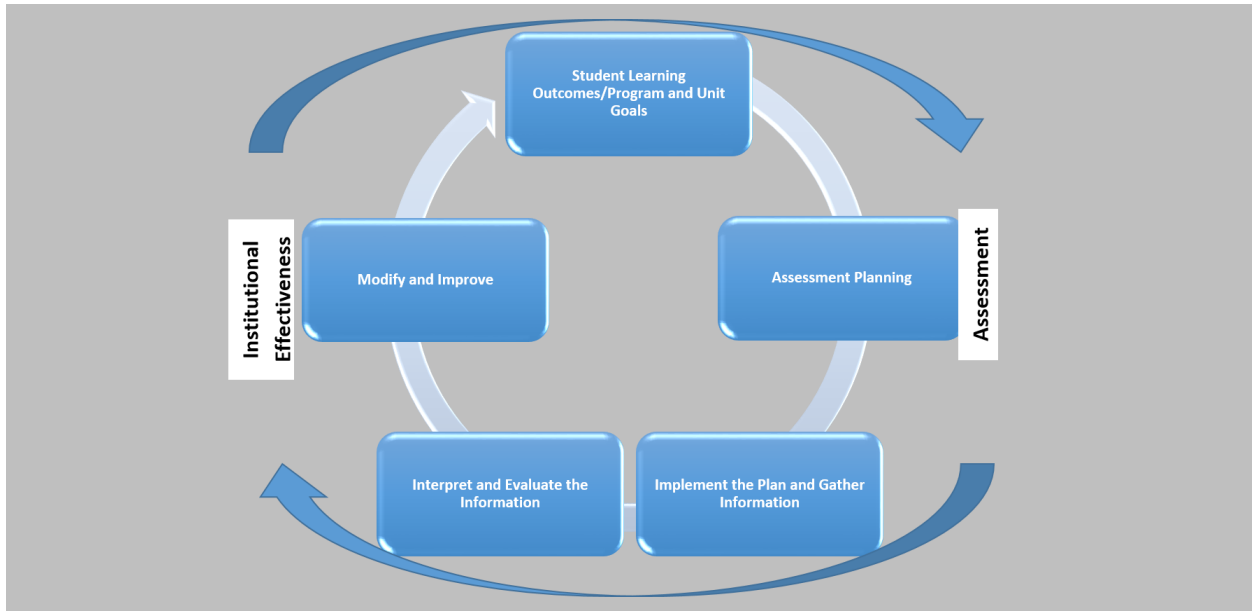 Student Learning
Outcomes/Program and Unit
Goals
Institutional
Effectiveness
Modify and Improve
Assessment Planning
Assessment
Interpret and Evaluate the
Information
Implement the Plan and Gather
Information